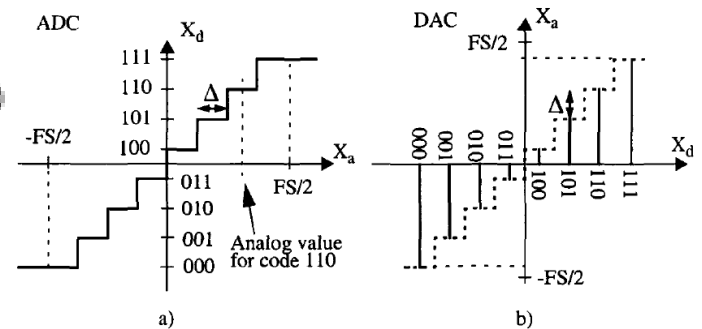 ADC
X_d
111
110
101
100
Δ
-FS/2
X_a
FS/2
011
010
001
000
Analog value
for code 110
a)
DAC
X_a
FS/2
Δ
000
001
010
011
X_d
100
101
110
111
-FS/2
b)